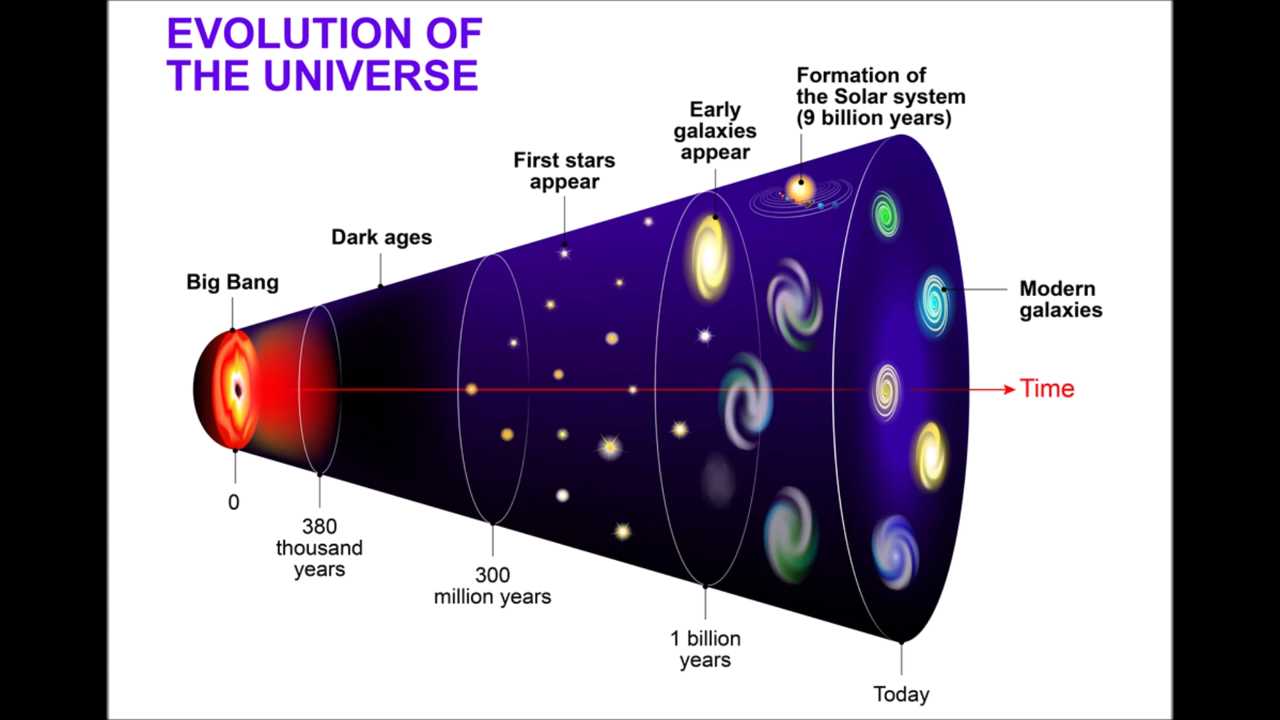 EVOLUTION OF
THE UNIVERSE
Formation of
the Solar system
(9 billion years)
Early
galaxies
appear
First stars
appear
Dark ages
Big Bang
Modern
galaxies
Time
0
380
thousand
years
300
million years
1 billion
years
Today